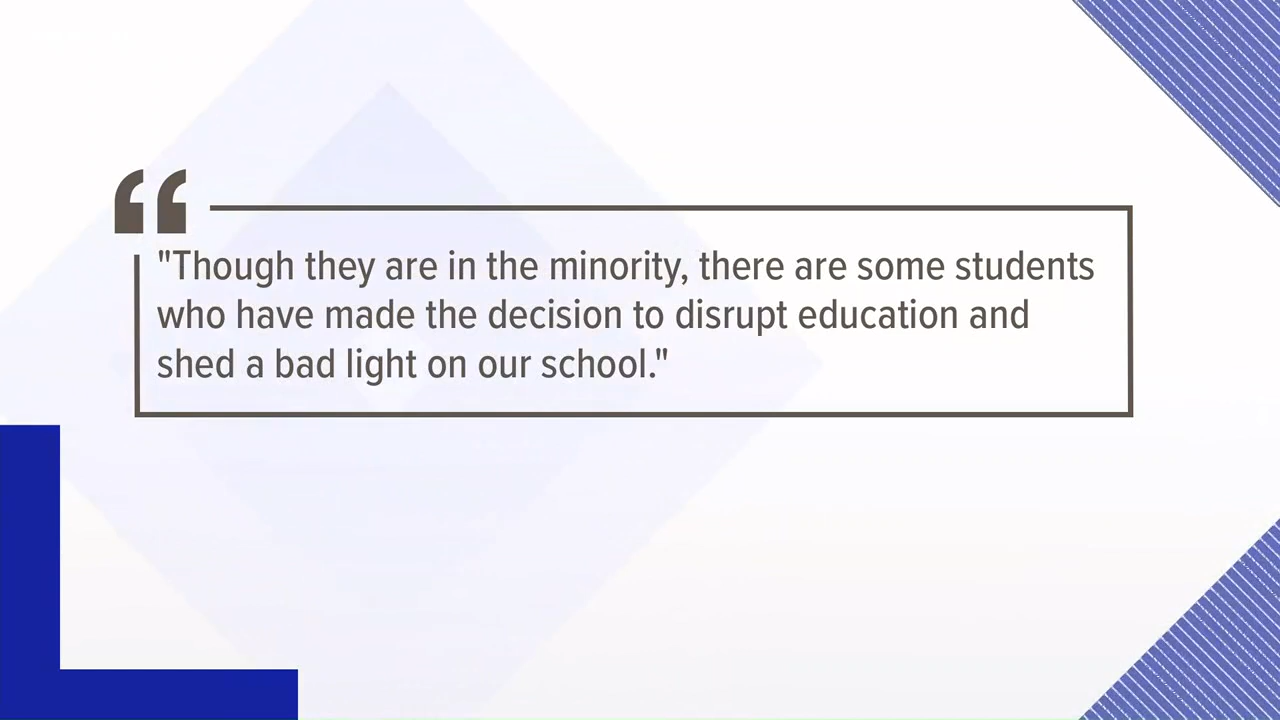 "Though they are in the minority, there are some students
who have made the decision to disrupt education and
shed a bad light on our school."